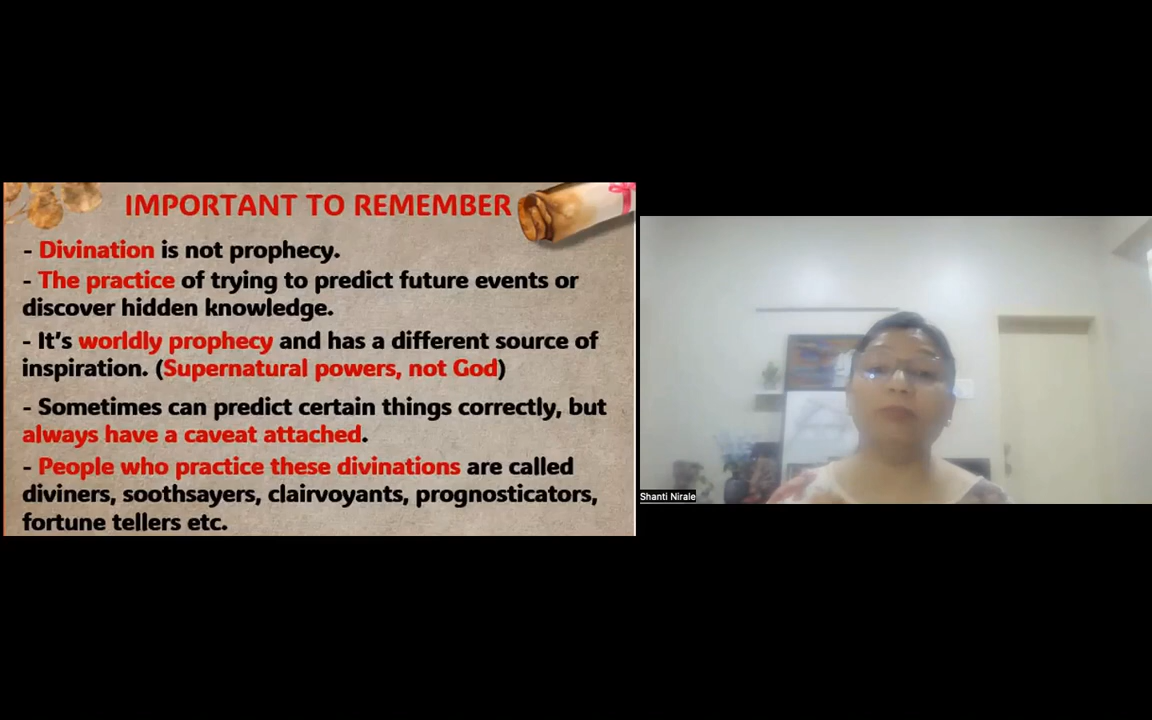 IMPORTANT TO REMEMBER
- Divination is not prophecy.
- The practice of trying to predict future events or
discover hidden knowledge.
- It's worldly prophecy and has a different source of
inspiration. (Supernatural powers, not God)
- Sometimes can predict certain things correctly, but
always have a caveat attached.
- People who practice these divinations are called
diviners, soothsayers, clairvoyants, prognosticators,
fortune tellers etc.
Shanti Nirale